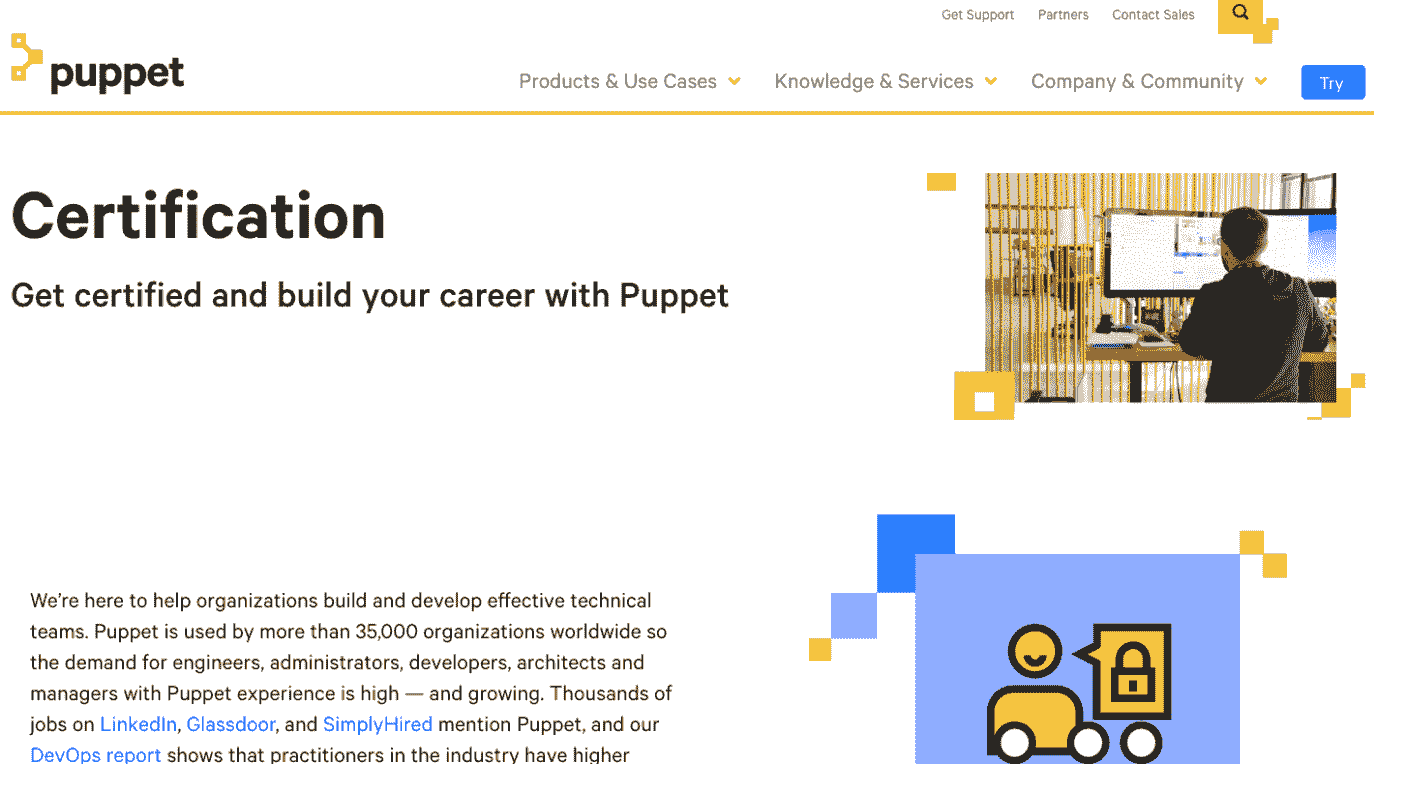 Get Support Partners Contact Sales
puppet
Products & Use Cases Knowledge & Services Company & Community Try
Certification
Get certified and build your career with Puppet
We’re here to help organizations build and develop effective technical
teams. Puppet is used by more than 35,000 organizations worldwide so
the demand for engineers, administrators, developers, architects and
managers with Puppet experience is high — and growing. Thousands of
jobs on LinkedIn, Glassdoor, and SimplyHired mention Puppet, and our
DevOps report shows that practitioners in the industry have higher